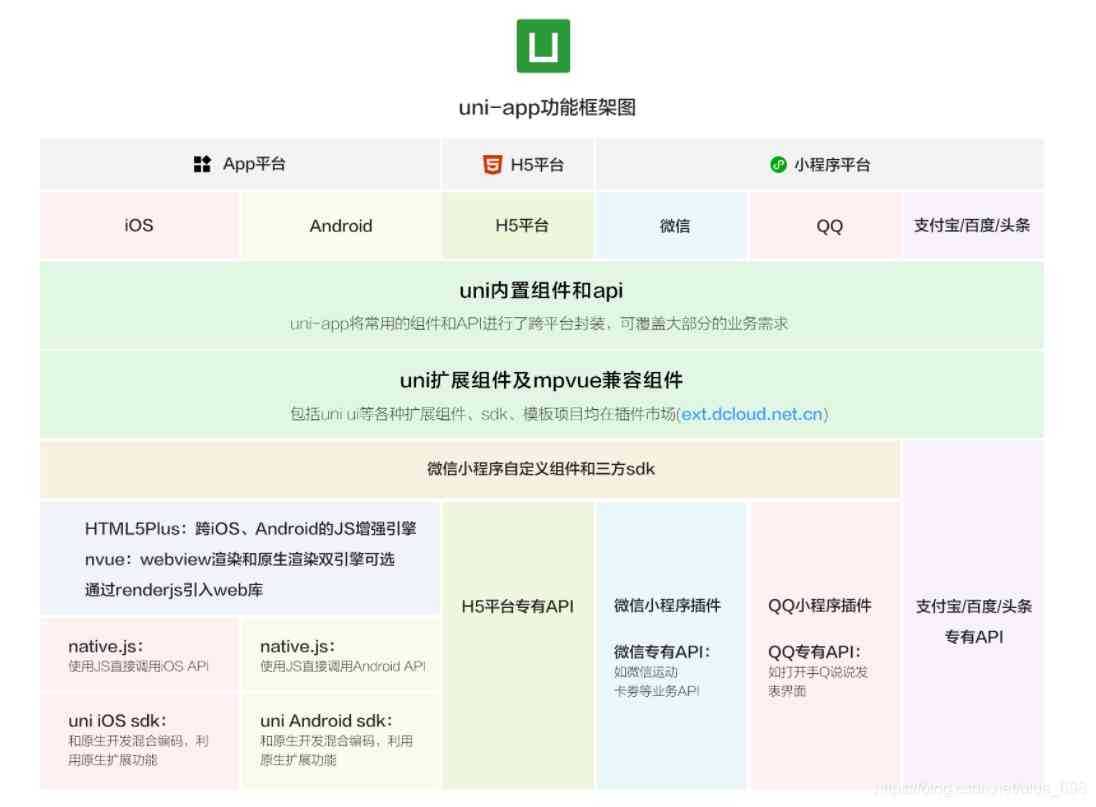 uni-app功能框架图
App平台
H5平台
小程序平台
iOS
Android
H5平台
微信
QQ
支付宝/百度/头条
uni内置组件和api
uni-app将常用的组件和API进行了跨平台封装，可覆盖大部分的业务需求
uni扩展组件及mpvue兼容组件
包括uni ui等各种扩展组件、sdk、模板项目均在插件市场(ext.dcloud.net.cn)
微信小程序自定义组件和三方sdk
HTML5Plus：跨iOS、Android的JS增强引擎
nvue：webview渲染和原生渲染双引擎可选
通过renderjs引入web库
native.js：
使用JS直接调用iOS API
native.js：
使用JS直接调用Android API
uni iOS sdk：
和原生开发混合编码，利
用原生扩展功能
uni Android sdk：
和原生开发混合编码，利用
原生扩展功能
H5平台专有API
微信小程序插件
微信专有API：
如微信运动
卡券等业务API
QQ小程序插件
QQ专有API：
如打开手Q说说发
表界面
支付宝/百度/头条
专有API